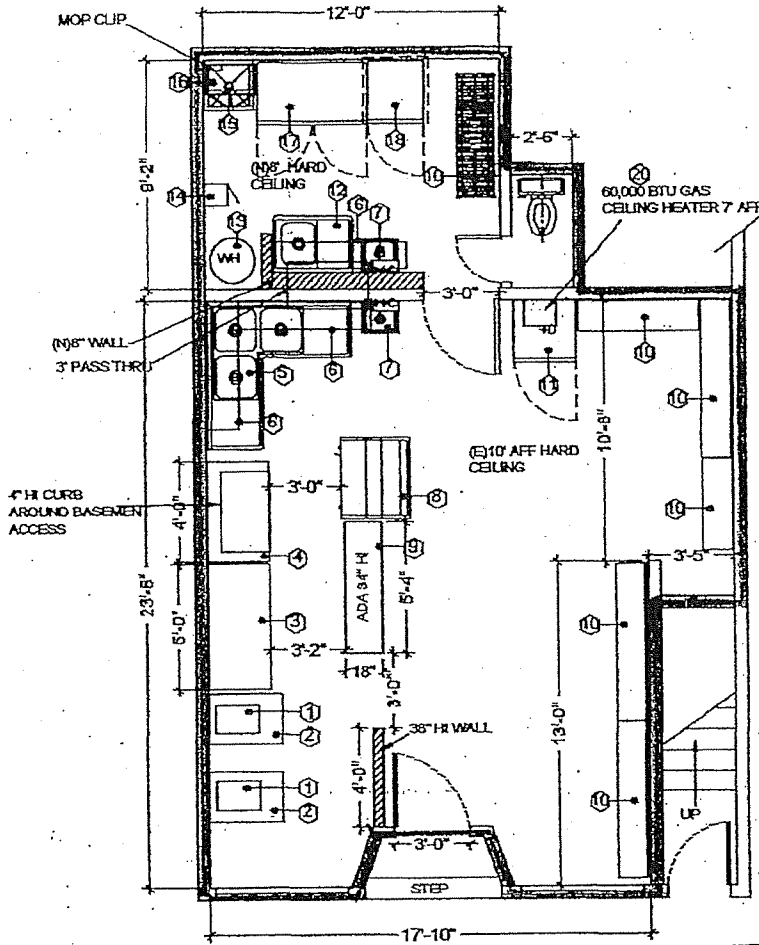 12'-0"
MOP CLIP
16
15
17
18
9'-2"
(N)8' HARD
CEILING
19
2'-6"
20
60,000 BTU GAS
CEILING HEATER 7' AFF
14
13
12
6
7
WH
3'-0"
(N)8" WALL
3" PASS THRU
7
5
6
6
11
10
10
10
10'-8"
(E)10' AFF HARD
CEILING
4" HI CURB
AROUND BASEMEN
ACCESS
4'-0"
3'-0"
8
9
4
ADA 34" HI
5'-4"
3'-5"
23'-8"
5'-0"
3
3'-2"
18"
3'-0"
10
1
2
38" HI WALL
13'-0"
4'-0"
1
2
10
UP
3'-0"
STEP
17'-10"